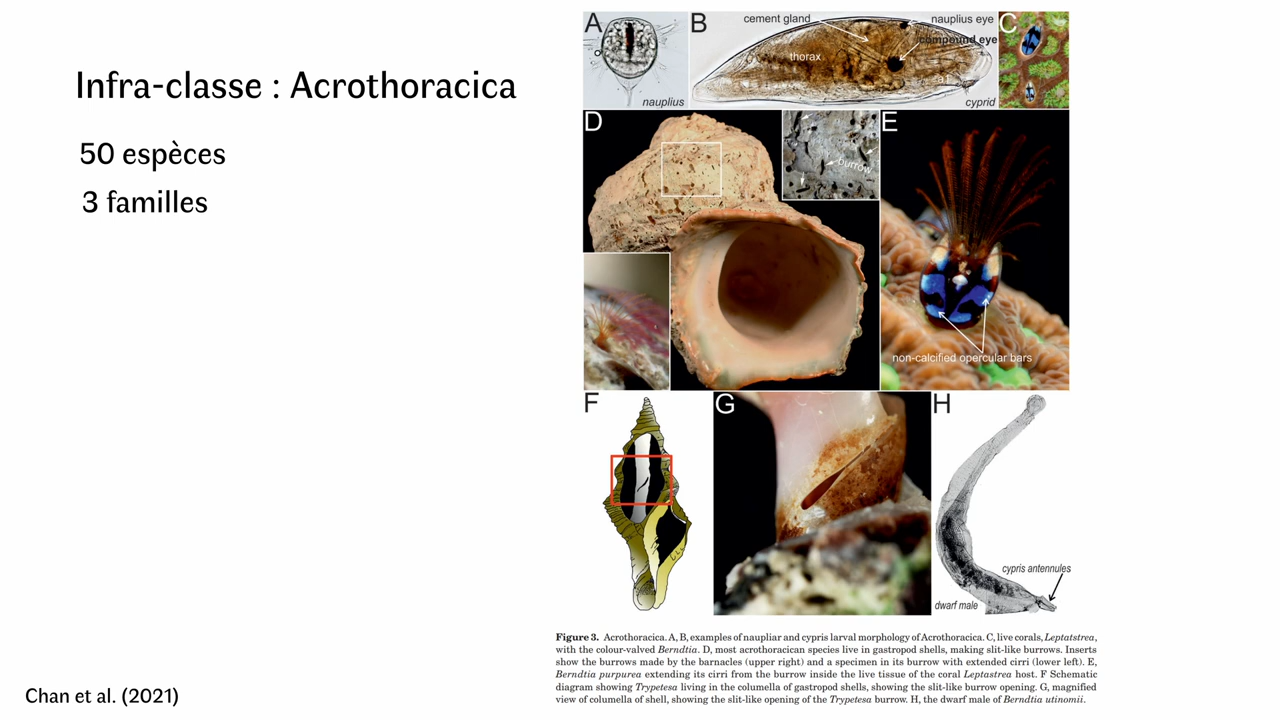 Infra-classe : Acrothoracica
50 espèces
3 familles
A
nauplius
B
cement gland
nauplius eye
compound eye
thorax
a1
cyprid
C
D
burrow
E
non-calcified opercular bars
F
G
H
cypris antennules
dwarf male
Figure 3. Acrothoracica. A, B, examples of naupliar and cypris larval morphology of Acrothoracica. C, live corals, Leptatstrea,
with the colour-valved Berndtia. D, most acrothoracican species live in gastropod shells, making slit-like burrows. Inserts
show the burrows made by the barnacles (upper right) and a specimen in its burrow with extended cirri (lower left). E,
Berndtia purpurea extending its cirri from the burrow inside the live tissue of the coral Leptastrea host. F Schematic
diagram showing Trypetesa living in the columella of gastropod shells, showing the slit-like burrow opening. G, magnified
view of columella of shell, showing the slit-like opening of the Trypetesa burrow. H, the dwarf male of Berndtia utinomii.
Chan et al. (2021)